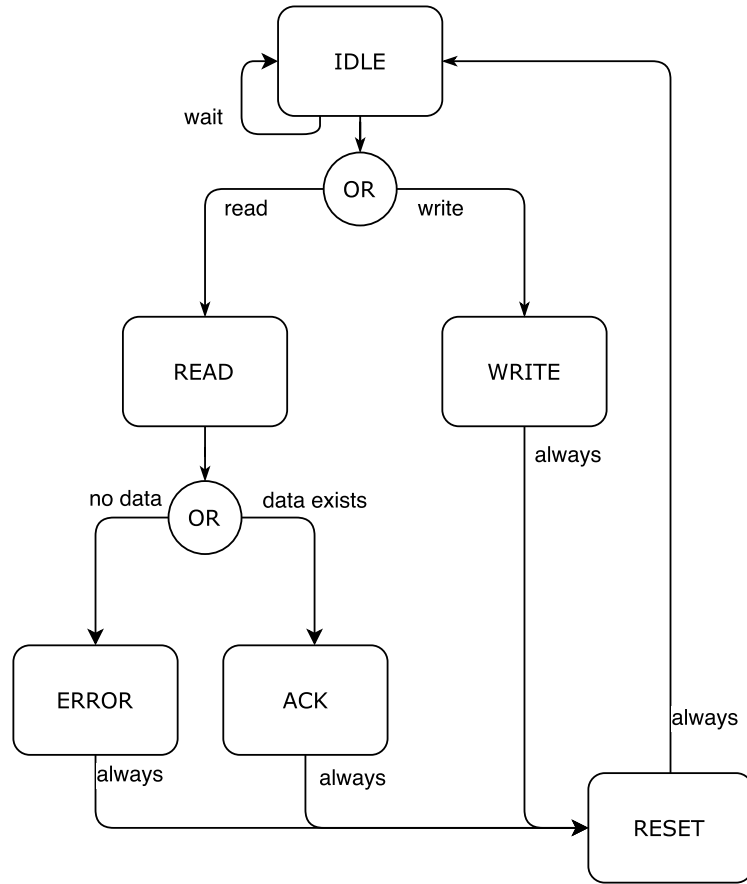 IDLE
wait
OR
read
write
READ
WRITE
always
no data
OR
data exists
ERROR
ACK
always
always
always
RESET